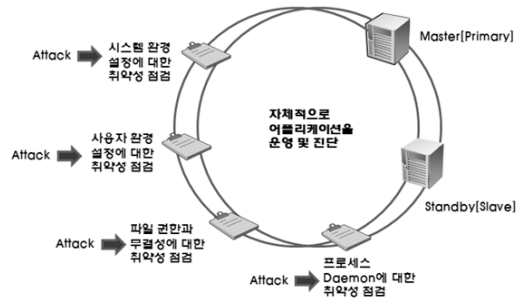 Master[Primary]
Attack
시스템 환경
설정에 대한
취약성 점검
자체적으로
어플리케이션을
운영 및 진단
Attack
사용자 환경
설정에 대한
취약성 점검
Standby[Slave]
Attack
파일 권한과
무결성에 대한
취약성 점검
Attack
프로세스
Daemon에 대한
취약성 점검